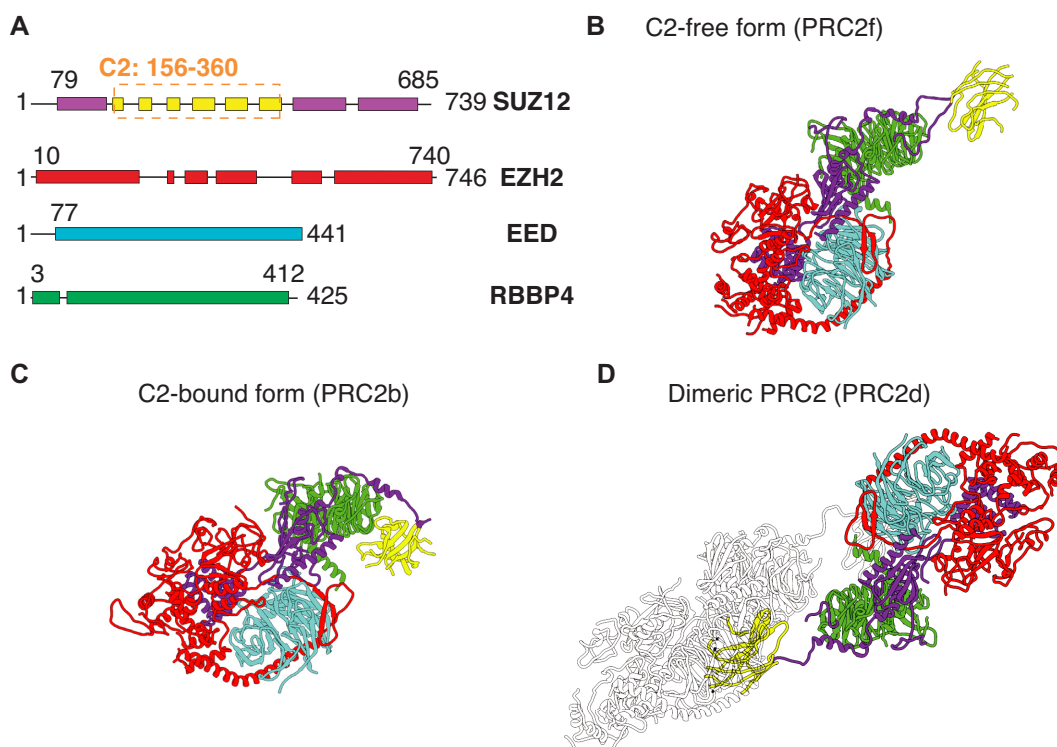 A
C2: 156-360
79
685
1
739 SUZ12
10
740
1
746 EZH2
77
1
441 EED
3
412
1
425 RBBP4
B
C2-free form (PRC2f)
C
C2-bound form (PRC2b)
D
Dimeric PRC2 (PRC2d)